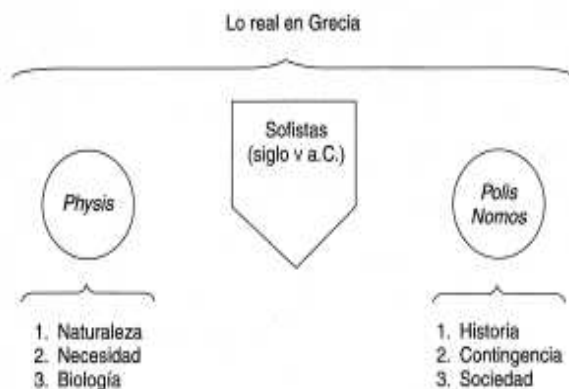 Lo real en Grecia
Sofistas
(siglo v a.C.)
Physis
Polis
Nomos
1. Naturaleza
2. Necesidad
3. Biología
1. Historia
2. Contingencia
3. Sociedad